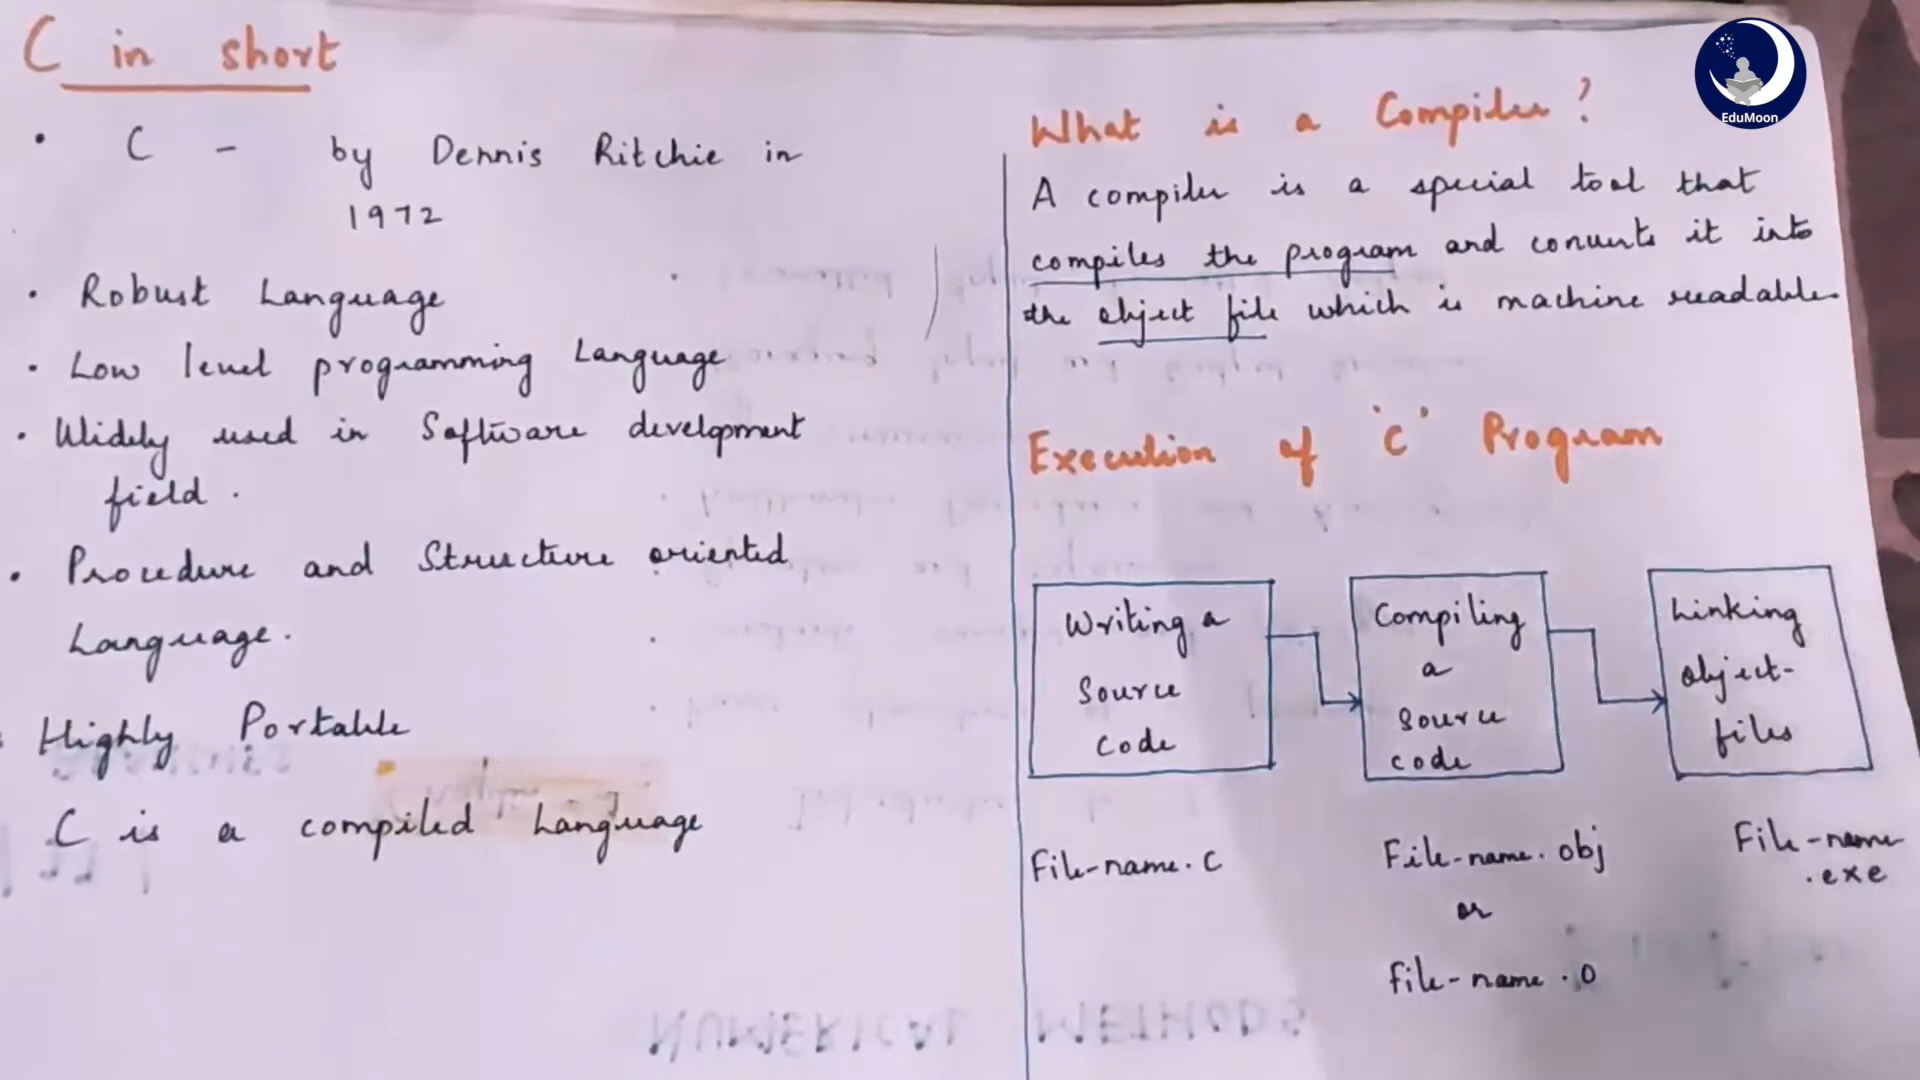 C in short
• C - by Dennis Ritchie in
1972
• Robust Language
• Low level programming Language
• Widely used in Software development
field.
• Procedure and Structure oriented
Language.
• Highly Portable
C is a compiled Language
What is a Compiler?
A compiler is a special tool that
compiles the program and converts it into
the object file which is machine readable.
Execution of 'C' Program
Writing a
Source
Code
Compiling
a
source
code
Linking
object-
files
File-name.C
File-name.obj
or
file-name.o
File-name
.exe
NUMERICAL METHODS
EduMoon